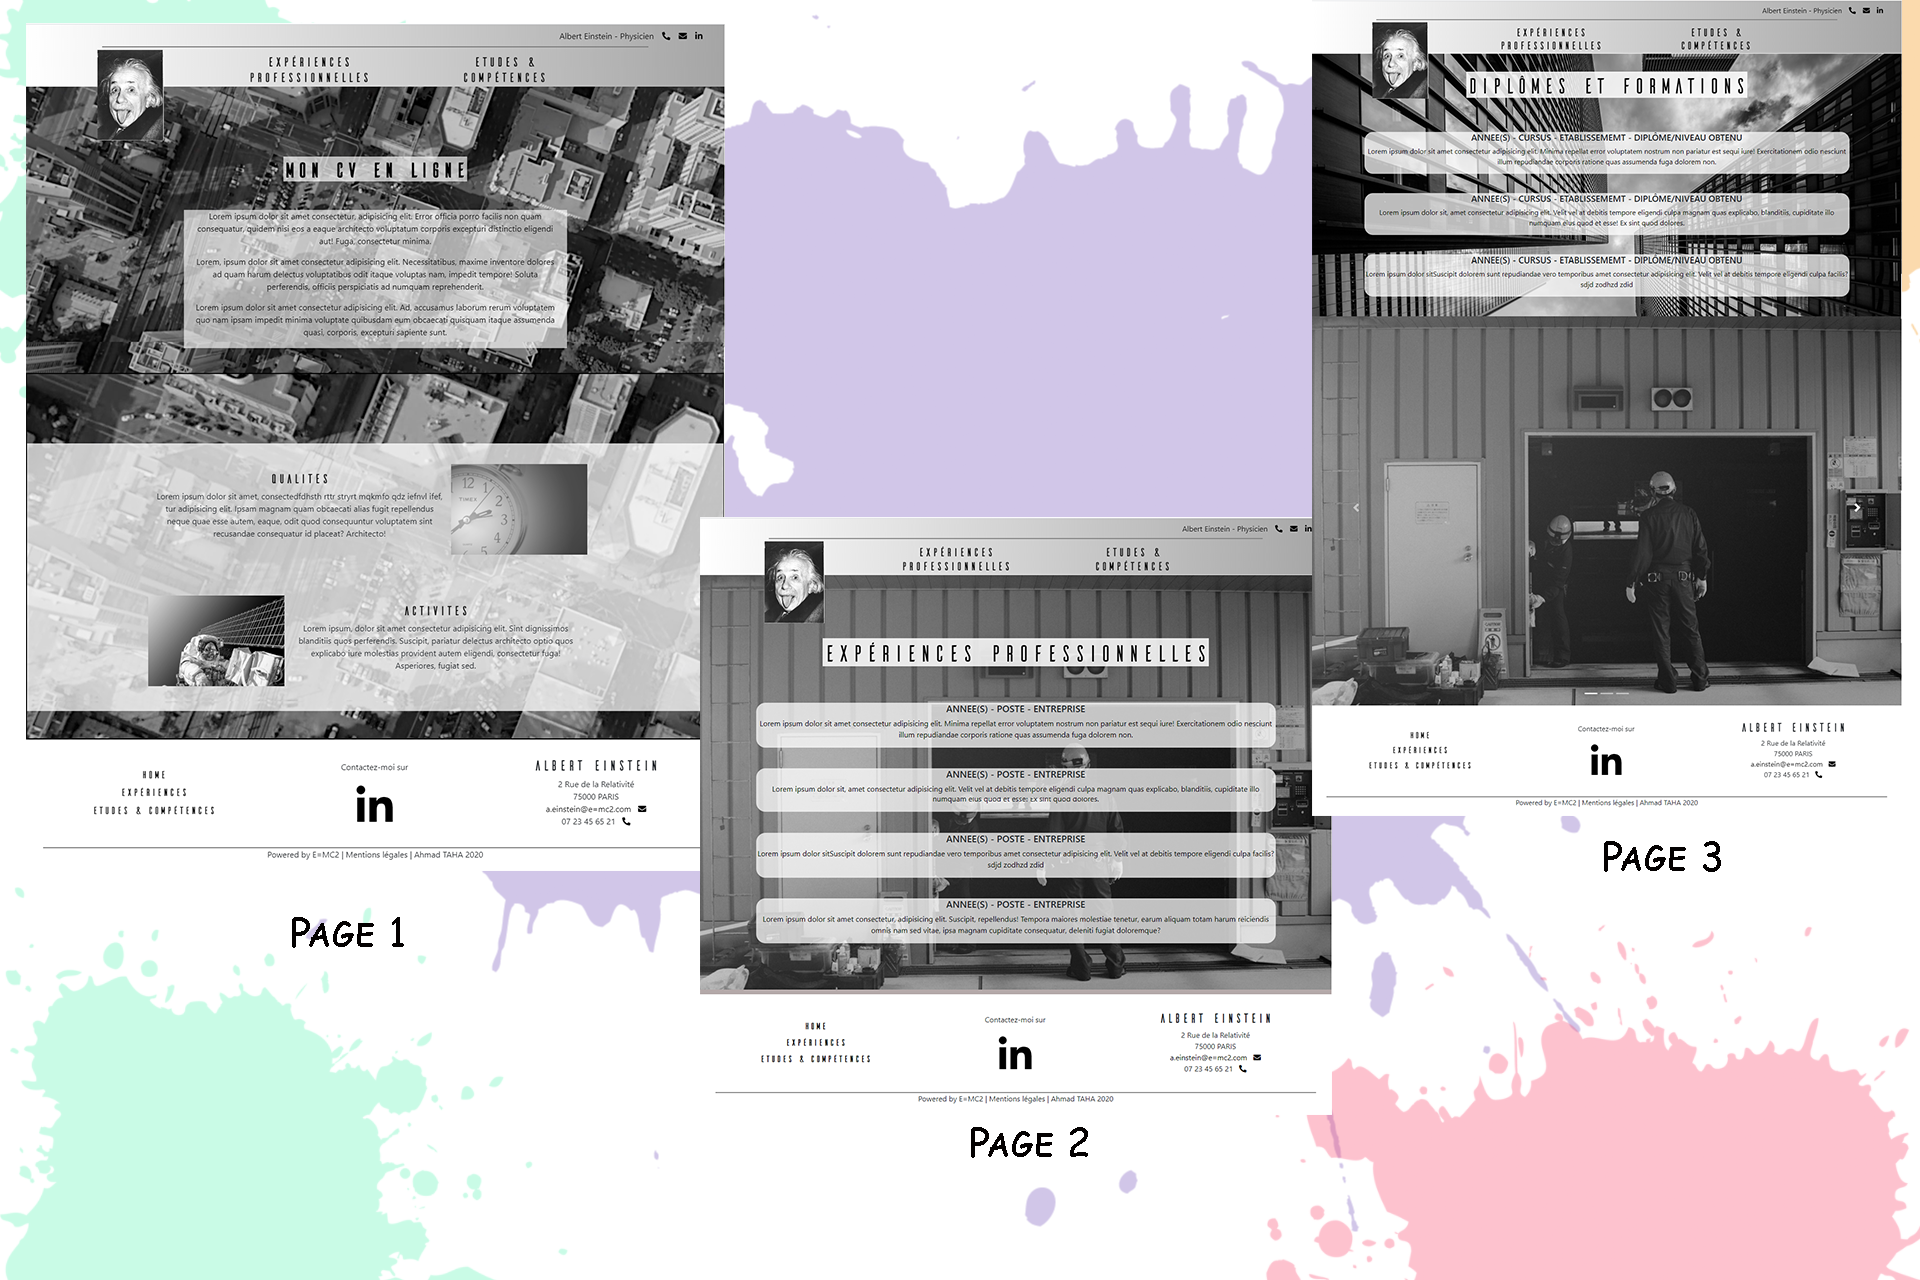 Albert Einstein - Physicien
EXPÉRIENCES
PROFESSIONNELLES
ETUDES &
COMPÉTENCES
MON CV EN LIGNE
Lorem ipsum dolor sit amet consectetur, adipisicing elit. Error officia porro facilis non quam
consequatur, quidem nisi eos a eaque architecto voluptatum corporis excepturi distinctio eligendi
aut! Fuga, consectetur minima.
Lorem, ipsum dolor sit amet consectetur adipisicing elit. Necessitatibus, maxime inventore dolores
ad quam harum delectus voluptatibus odit itaque voluptas nam, impedit tempore! Soluta
perferendis, officiis perspiciatis ad numquam reprehenderit.
Lorem ipsum dolor sit amet consectetur adipisicing elit. Ad, accusamus laborum rerum voluptatem
quo nam ipsam impedit minima voluptate quibusdam eum obcaecati quisquam itaque assumenda
quasi, corporis, excepturi sapiente sunt.
QUALITES
Lorem ipsum dolor sit amet, consectedfdhsth rttr stryrt mqkmfo qdz iefnvl ifef,
tur adipisicing elit. Ipsam magnam quam obcaecati alias fugit repellendus
neque quae esse autem, eaque, odit quod consequuntur voluptatem sint
recusandae consequatur id placeat? Architecto!
TIMEX
12
1
2
3
4
5
ACTIVITES
Lorem ipsum, dolor sit amet consectetur adipisicing elit. Sint dignissimos
blanditiis quos perferendis. Suscipit, pariatur delectus architecto optio quos
explicabo iure molestias provident autem eligendi, consectetur fuga!
Asperiores, fugiat sed.
HOME
EXPÉRIENCES
ETUDES & COMPÉTENCES
Contactez-moi sur
in
ALBERT EINSTEIN
2 Rue de la Relativité
75000 PARIS
a.einstein@e=mc2.com
07 23 45 65 21
Powered by E=MC2 | Mentions légales | Ahmad TAHA 2020
PAGE 1
Albert Einstein - Physicien
EXPÉRIENCES
PROFESSIONNELLES
ETUDES &
COMPÉTENCES
EXPÉRIENCES PROFESSIONNELLES
ANNEE(S) - POSTE - ENTREPRISE
Lorem ipsum dolor sit amet consectetur adipisicing elit. Minima repellat error voluptatem nostrum non pariatur est sequi iure! Exercitationem odio nesciunt
illum repudiandae corporis ratione quas assumenda fuga dolorem non.
ANNEE(S) - POSTE - ENTREPRISE
Lorem ipsum dolor sit, amet consectetur adipisicing elit. Velit vel at debitis tempore eligendi culpa magnam quas explicabo, blanditiis, cupiditate illo
numquam eius quod et esse! Ex sint quod dolores.
ANNEE(S) - POSTE - ENTREPRISE
Lorem ipsum dolor sitSuscipit dolorem sunt repudiandae vero temporibus amet consectetur adipisicing elit. Velit vel at debitis tempore eligendi culpa facilis?
sdjd zodhzd zdid
ANNEE(S) - POSTE - ENTREPRISE
Lorem ipsum dolor sit amet consectetur, adipisicing elit. Suscipit, repellendus! Tempora maiores molestiae tenetur, earum aliquam totam harum reiciendis
omnis nam sed vitae, ipsa magnam cupiditate consequatur, deleniti fugiat doloremque?
HOME
EXPÉRIENCES
ETUDES & COMPÉTENCES
Contactez-moi sur
in
ALBERT EINSTEIN
2 Rue de la Relativité
75000 PARIS
a.einstein@e=mc2.com
07 23 45 65 21
Powered by E=MC2 | Mentions légales | Ahmad TAHA 2020
PAGE 2
Albert Einstein - Physicien
EXPÉRIENCES
PROFESSIONNELLES
ETUDES &
COMPÉTENCES
DIPLÔMES ET FORMATIONS
ANNEE(S) - CURSUS - ETABLISSEMEMT - DIPLÔME/NIVEAU OBTENU
Lorem ipsum dolor sit amet consectetur adipisicing elit. Minima repellat error voluptatem nostrum non pariatur est sequi iure! Exercitationem odio nesciunt
illum repudiandae corporis ratione quas assumenda fuga dolorem non.
ANNEE(S) - CURSUS - ETABLISSEMEMT - DIPLÔME/NIVEAU OBTENU
Lorem ipsum dolor sit, amet consectetur adipisicing elit. Velit vel at debitis tempore eligendi culpa magnam quas explicabo, blanditiis, cupiditate illo
numquam eius quod et esse! Ex sint quod dolores.
ANNEE(S) - CURSUS - ETABLISSEMEMT - DIPLÔME/NIVEAU OBTENU
Lorem ipsum dolor sitSuscipit dolorem sunt repudiandae vero temporibus amet consectetur adipisicing elit. Velit vel at debitis tempore eligendi culpa facilis?
sdjd zodhzd zdid
HOME
EXPÉRIENCES
ETUDES & COMPÉTENCES
Contactez-moi sur
in
ALBERT EINSTEIN
2 Rue de la Relativité
75000 PARIS
a.einstein@e=mc2.com
07 23 45 65 21
Powered by E=MC2 | Mentions légales | Ahmad TAHA 2020
PAGE 3